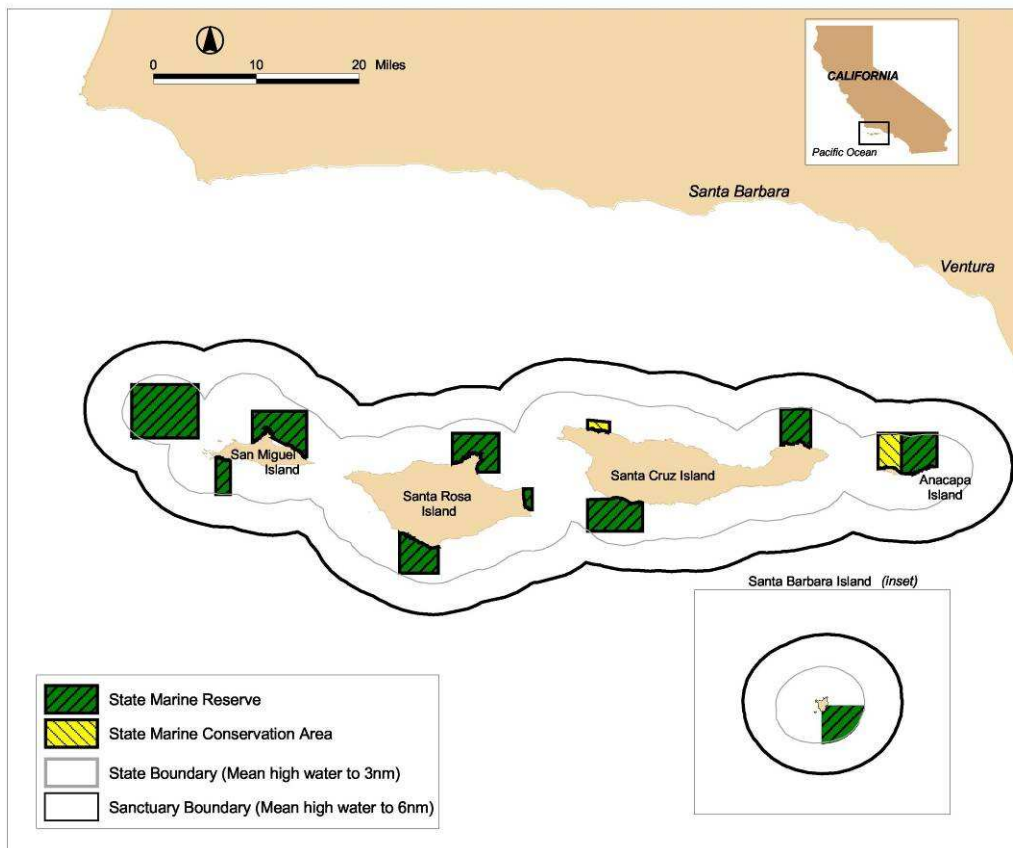 0
10
20
Miles
CALIFORNIA
Pacific Ocean
Santa Barbara
Ventura
San Miguel
Island
Santa Rosa
Island
Santa Cruz Island
Anacapa
Island
Santa Barbara Island (inset)
State Marine Reserve
State Marine Conservation Area
State Boundary (Mean high water to 3nm)
Sanctuary Boundary (Mean high water to 6nm)